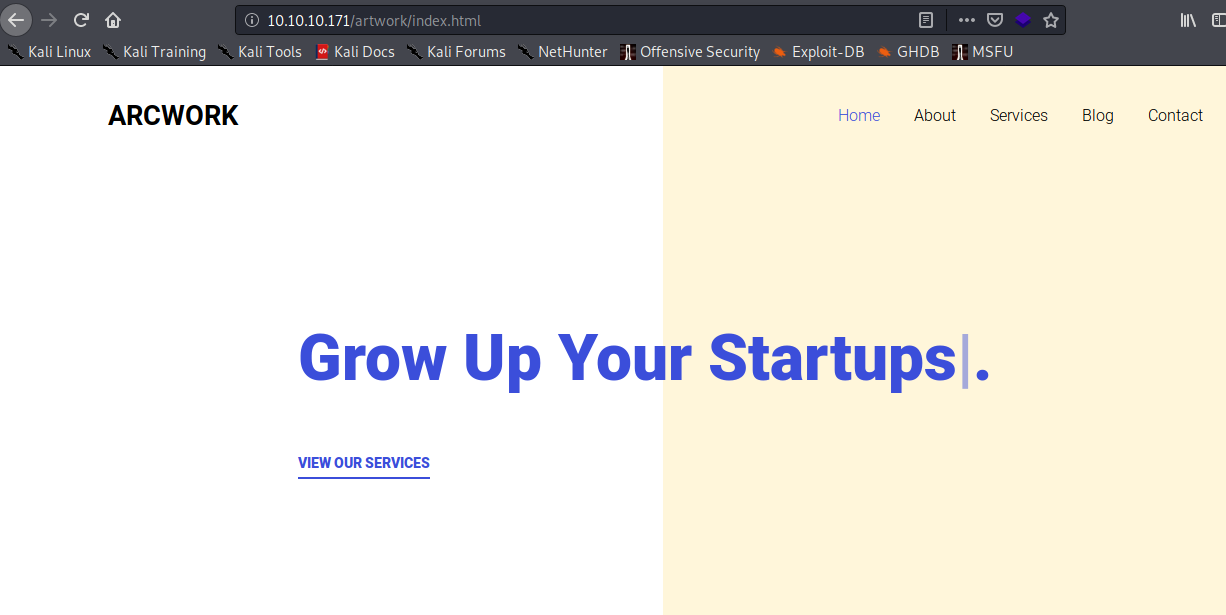 10.10.10.171/artwork/index.html
Kali Linux Kali Training Kali Tools Kali Docs Kali Forums NetHunter Offensive Security Exploit-DB GHDB MSFU
ARCWORK Home About Services Blog Contact
Grow Up Your Startups|.
VIEW OUR SERVICES